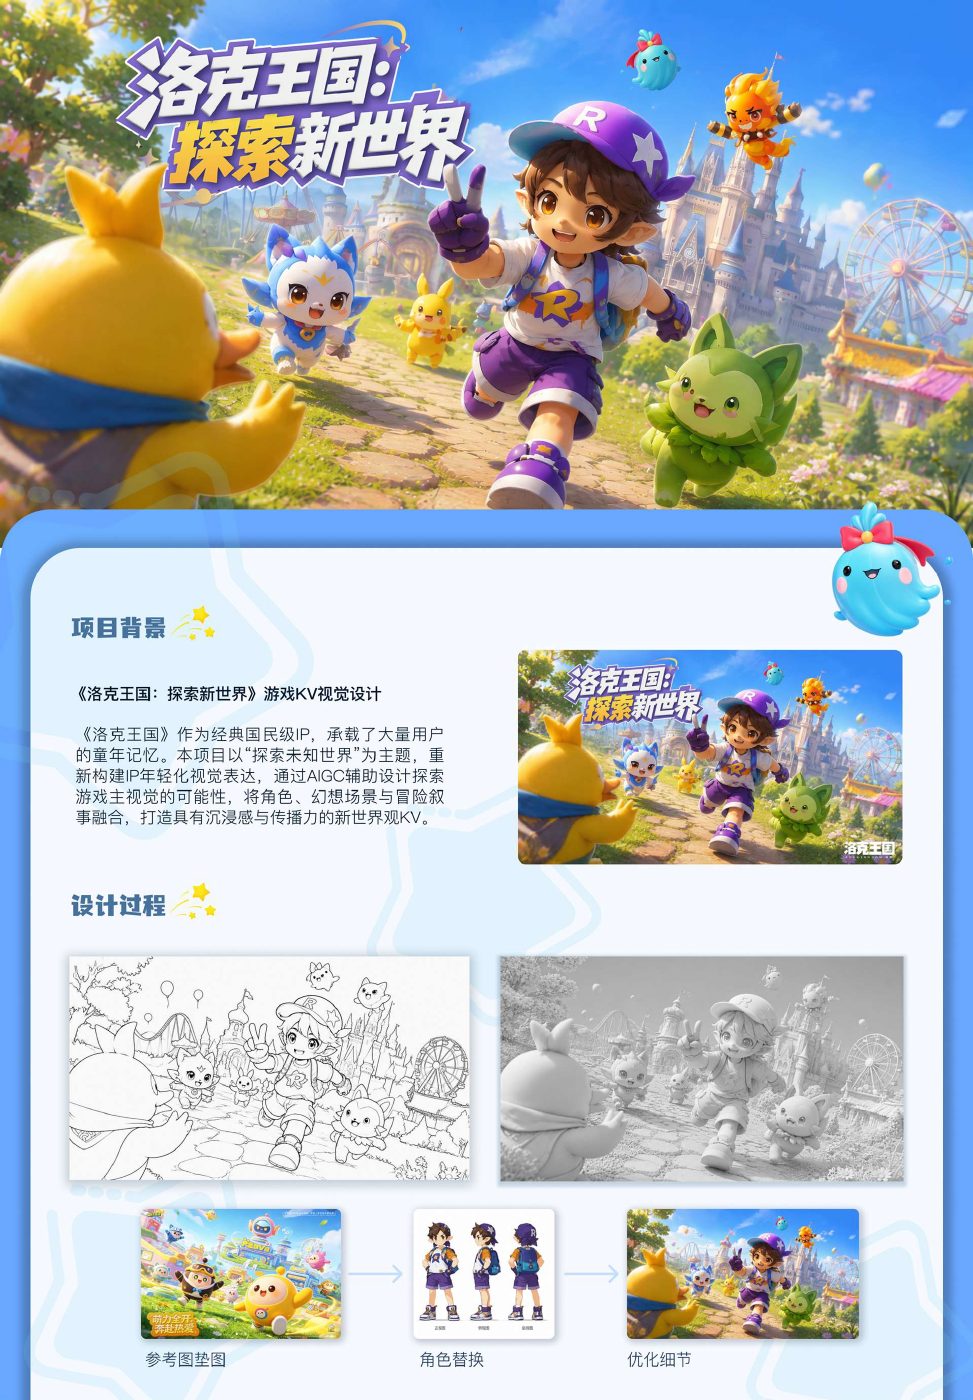 洛克王国:
探索新世界
R
R
项目背景
《洛克王国：探索新世界》游戏KV视觉设计
《洛克王国》作为经典国民级IP，承载了大量用户
的童年记忆。本项目以“探索未知世界”为主题，重
新构建IP年轻化视觉表达，通过AIGC辅助设计探索
游戏主视觉的可能性，将角色、幻想场景与冒险叙
事融合，打造具有沉浸感与传播力的新世界观KV。
洛克王国:
探索新世界
R
R
洛克王国
设计过程
R
R
R
萌力全开
奔赴热爱
参考图垫图
角色替换
优化细节